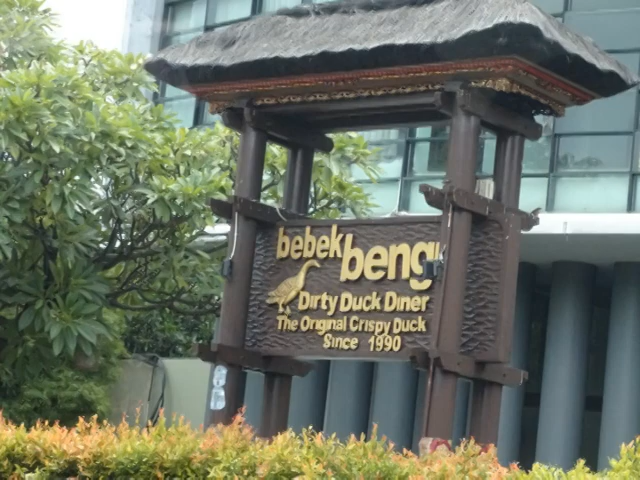 bebek beng
Dirty Duck Diner
The Original Crispy Duck
Since 1990